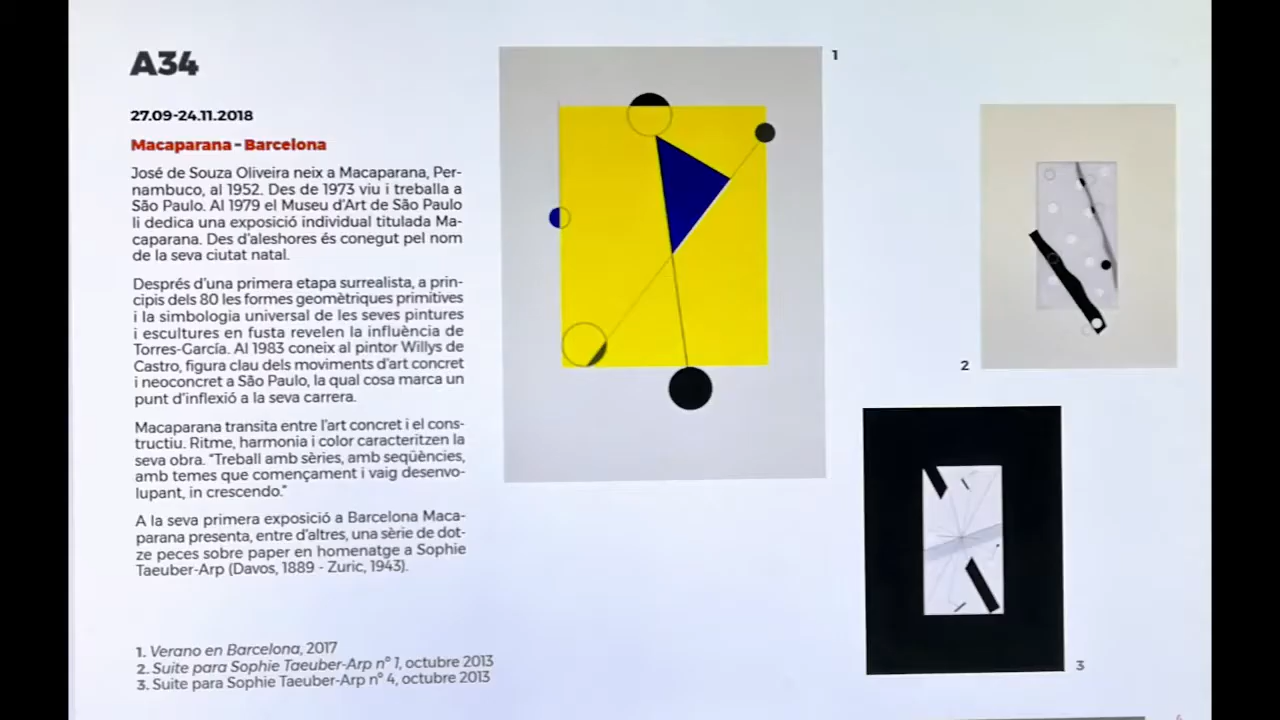 A34
27.09-24.11.2018
Macaparana - Barcelona
José de Souza Oliveira neix a Macaparana, Per-
nambuco, al 1952. Des de 1973 viu i treballa a
São Paulo. Al 1979 el Museu d'Art de São Paulo
li dedica una exposició individual titulada Ma-
caparana. Des d'aleshores és conegut pel nom
de la seva ciutat natal.
Després d'una primera etapa surrealista, a prin-
cipis dels 80 les formes geomètriques primitives
i la simbologia universal de les seves pintures
i escultures en fusta revelen la influència de
Torres-García. Al 1983 coneix al pintor Willys de
Castro, figura clau dels moviments d'art concret
i neoconcret a São Paulo, la qual cosa marca un
punt d'inflexió a la seva carrera.
Macaparana transita entre l'art concret i el cons-
tructiu. Ritme, harmonia i color caracteritzen la
seva obra. "Treball amb sèries, amb seqüències,
amb temes que començament i vaig desenvo-
lupant, in crescendo."
A la seva primera exposició a Barcelona Maca-
parana presenta, entre d'altres, una sèrie de dot-
ze peces sobre paper en homenatge a Sophie
Taeuber-Arp (Davos, 1889 - Zuric, 1943).
1. Verano en Barcelona, 2017
2. Suite para Sophie Taeuber-Arp nº 1, octubre 2013
3. Suite para Sophie Taeuber-Arp nº 4, octubre 2013
1
2
3